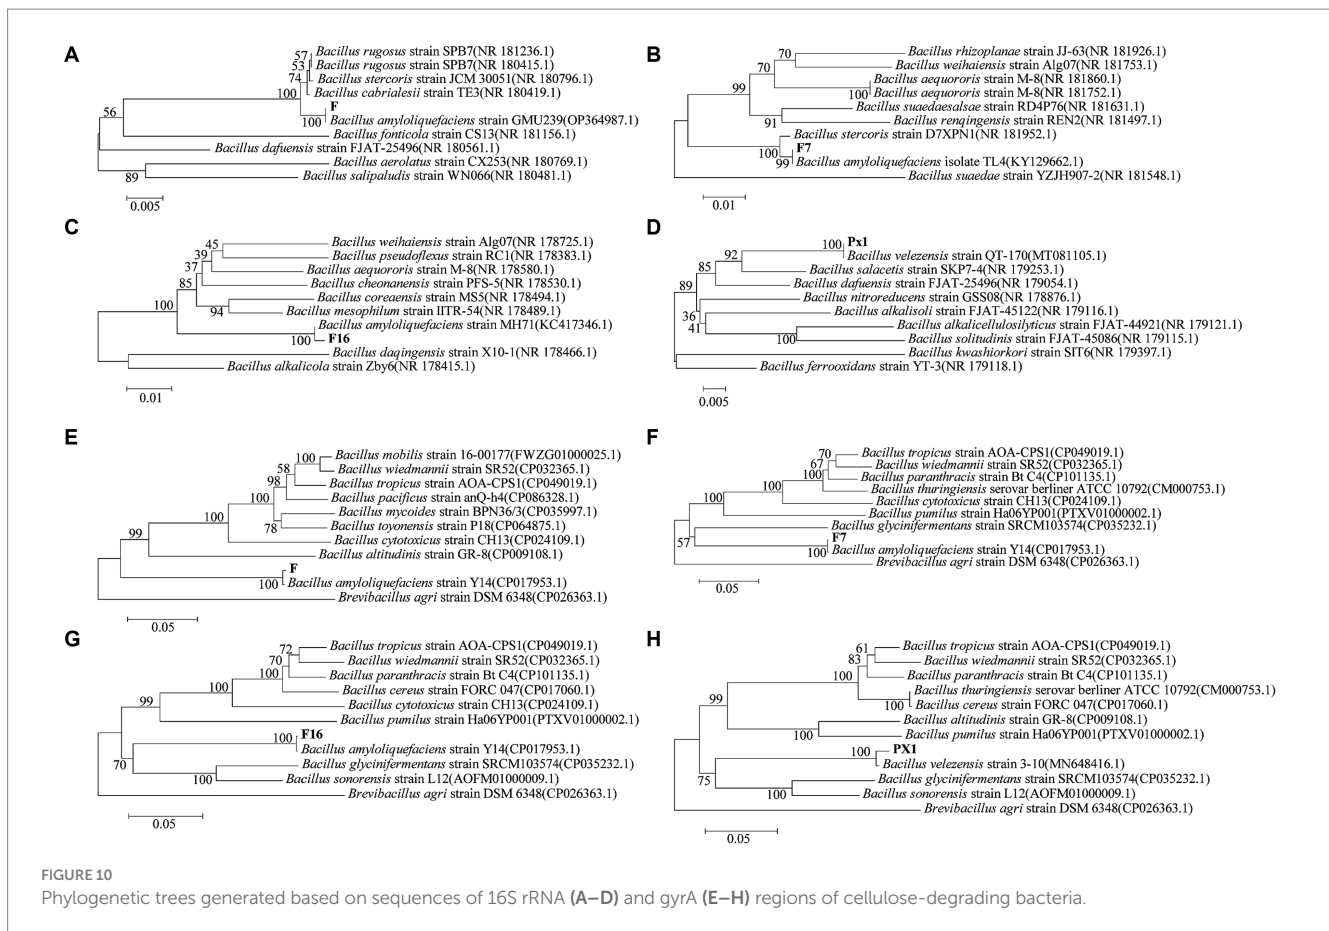 A
57
Bacillus rugosus strain SPB7(NR 181236.1)
53
Bacillus rugosus strain SPB7(NR 180415.1)
74
Bacillus stercoris strain JCM 30051(NR 180796.1)
100
Bacillus cabrialesii strain TE3(NR 180419.1)
F
56
100
Bacillus amyloliquefaciens strain GMU239(OP364987.1)
Bacillus fonticola strain CS13(NR 181156.1)
Bacillus dafuensis strain FJAT-25496(NR 180561.1)
Bacillus aerolatus strain CX253(NR 180769.1)
89
Bacillus salipaludis strain WN066(NR 180481.1)
0.005
B
70
Bacillus rhizoplanae strain JJ-63(NR 181926.1)
70
Bacillus weihaiensis strain Alg07(NR 181753.1)
99
Bacillus aequororis strain M-8(NR 181860.1)
100
Bacillus aequororis strain M-8(NR 181752.1)
Bacillus suaedaesalsae strain RD4P76(NR 181631.1)
91
Bacillus renqingensis strain REN2(NR 181497.1)
Bacillus stercoris strain D7XPN1(NR 181952.1)
100
F7
99
Bacillus amyloliquefaciens isolate TL4(KY129662.1)
Bacillus suaedae strain YZJH907-2(NR 181548.1)
0.01
C
45
Bacillus weihaiensis strain Alg07(NR 178725.1)
39
Bacillus pseudoflexus strain RC1(NR 178383.1)
37
Bacillus aequororis strain M-8(NR 178580.1)
85
Bacillus cheonanensis strain PFS-5(NR 178530.1)
100
Bacillus coreaensis strain MS5(NR 178494.1)
94
Bacillus mesophilum strain IITR-54(NR 178489.1)
Bacillus amyloliquefaciens strain MH71(KC417346.1)
100
F16
Bacillus daqingensis strain X10-1(NR 178466.1)
Bacillus alkalicola strain Zby6(NR 178415.1)
0.01
D
100
Px1
92
Bacillus velezensis strain QT-170(MT081105.1)
85
Bacillus salacetis strain SKP7-4(NR 179253.1)
89
Bacillus dafuensis strain FJAT-25496(NR 179054.1)
Bacillus nitroreducens strain GSS08(NR 178876.1)
36
Bacillus alkalisoli strain FJAT-45122(NR 179116.1)
41
Bacillus alkalicellulosilyticus strain FJAT-44921(NR 179121.1)
100
Bacillus solitudinis strain FJAT-45086(NR 179115.1)
Bacillus kwashiorkori strain SIT6(NR 179397.1)
Bacillus ferrooxidans strain YT-3(NR 179118.1)
0.005
E
100
Bacillus mobilis strain 16-00177(FWZG01000025.1)
58
Bacillus wiedmannii strain SR52(CP032365.1)
98
Bacillus tropicus strain AOA-CPS1(CP049019.1)
100
Bacillus pacificus strain anQ-h4(CP086328.1)
100
Bacillus mycoides strain BPN36/3(CP035997.1)
78
Bacillus toyonensis strain P18(CP064875.1)
99
Bacillus cytotoxicus strain CH13(CP024109.1)
Bacillus altitudinis strain GR-8(CP009108.1)
F
100
Bacillus amyloliquefaciens strain Y14(CP017953.1)
Brevibacillus agri strain DSM 6348(CP026363.1)
0.05
F
70
Bacillus tropicus strain AOA-CPS1(CP049019.1)
67
Bacillus wiedmannii strain SR52(CP032365.1)
100
Bacillus paranthracis strain Bt C4(CP101135.1)
100
Bacillus thuringiensis serovar berliner ATCC 10792(CM000753.1)
100
Bacillus cytotoxicus strain CH13(CP024109.1)
Bacillus pumilus strain Ha06YP001(PTXV01000002.1)
Bacillus glycinifermentans strain SRCM103574(CP035232.1)
57
F7
100
Bacillus amyloliquefaciens strain Y14(CP017953.1)
Brevibacillus agri strain DSM 6348(CP026363.1)
0.05
G
72
Bacillus tropicus strain AOA-CPS1(CP049019.1)
70
Bacillus wiedmannii strain SR52(CP032365.1)
100
Bacillus paranthracis strain Bt C4(CP101135.1)
100
Bacillus cereus strain FORC 047(CP017060.1)
99
Bacillus cytotoxicus strain CH13(CP024109.1)
Bacillus pumilus strain Ha06YP001(PTXV01000002.1)
100
F16
Bacillus amyloliquefaciens strain Y14(CP017953.1)
70
Bacillus glycinifermentans strain SRCM103574(CP035232.1)
100
Bacillus sonorensis strain L12(AOFM01000009.1)
Brevibacillus agri strain DSM 6348(CP026363.1)
0.05
H
61
Bacillus tropicus strain AOA-CPS1(CP049019.1)
83
Bacillus wiedmannii strain SR52(CP032365.1)
100
Bacillus paranthracis strain Bt C4(CP101135.1)
99
Bacillus thuringiensis serovar berliner ATCC 10792(CM000753.1)
100
Bacillus cereus strain FORC 047(CP017060.1)
Bacillus altitudinis strain GR-8(CP009108.1)
100
Bacillus pumilus strain Ha06YP001(PTXV01000002.1)
100
PX1
Bacillus velezensis strain 3-10(MN648416.1)
75
Bacillus glycinifermentans strain SRCM103574(CP035232.1)
100
Bacillus sonorensis strain L12(AOFM01000009.1)
Brevibacillus agri strain DSM 6348(CP026363.1)
0.05
FIGURE 10
Phylogenetic trees generated based on sequences of 16S rRNA (A–D) and gyrA (E–H) regions of cellulose-degrading bacteria.